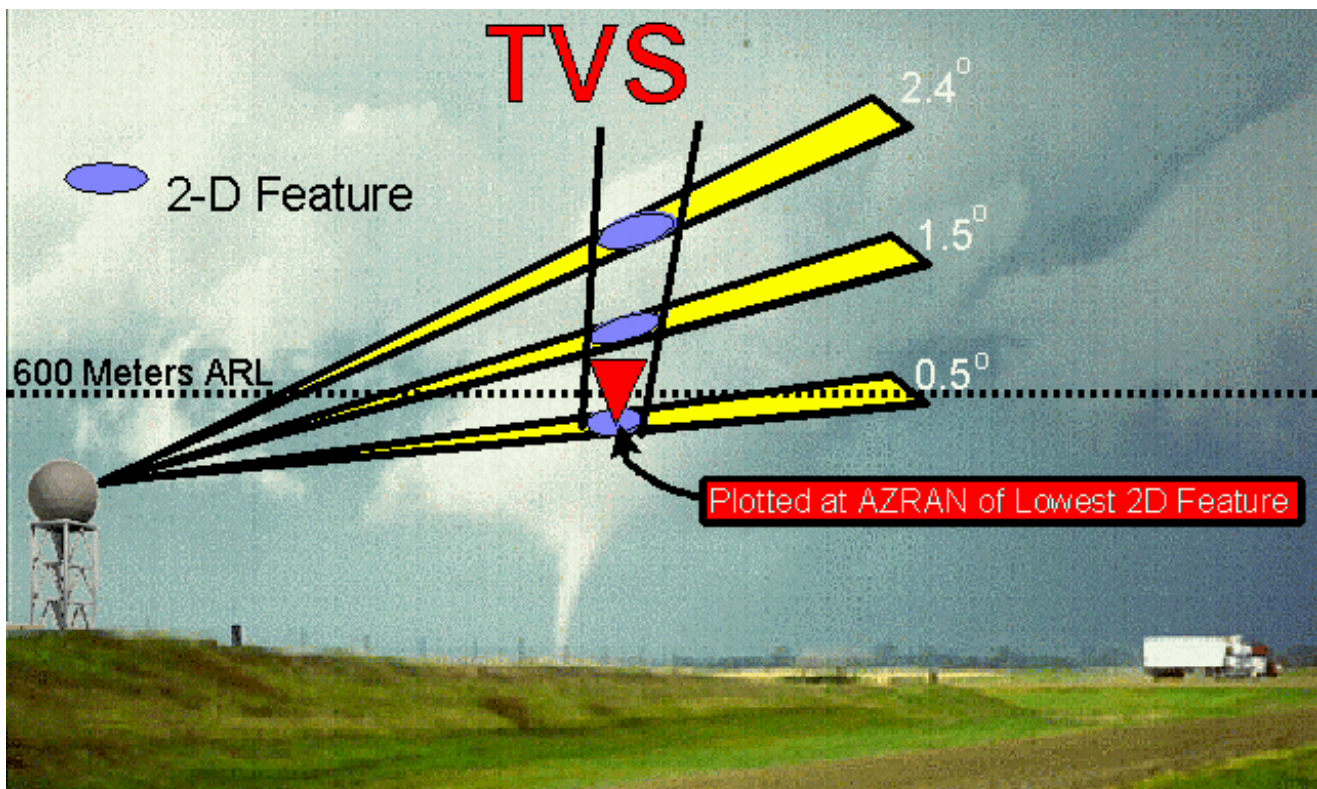 TVS
2.4°
2-D Feature
1.5°
600 Meters ARL
0.5°
Plotted at AZRAN of Lowest 2D Feature